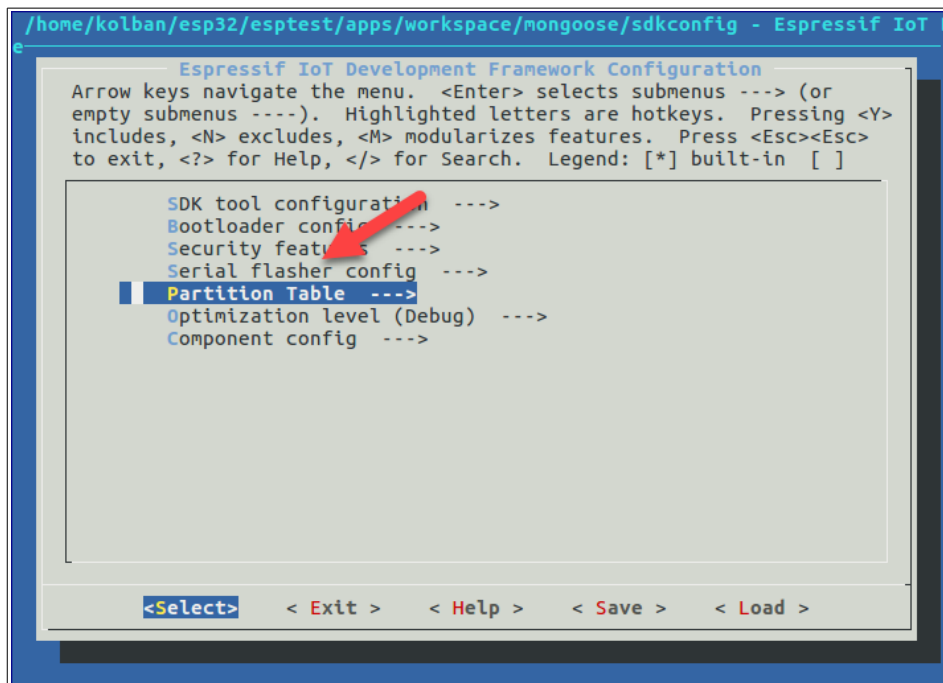 /home/kolban/esp32/esptest/apps/workspace/mongoose/sdkconfig - Espressif IoT
e
Espressif IoT Development Framework Configuration
Arrow keys navigate the menu. <Enter> selects submenus ---> (or
empty submenus ----). Highlighted letters are hotkeys. Pressing <Y>
includes, <N> excludes, <M> modularizes features. Press <Esc><Esc>
to exit, <?> for Help, </> for Search. Legend: [*] built-in [ ]
SDK tool configuration --->
Bootloader config --->
Security features --->
Serial flasher config --->
Partition Table --->
Optimization level (Debug) --->
Component config --->
<Select> < Exit > < Help > < Save > < Load >